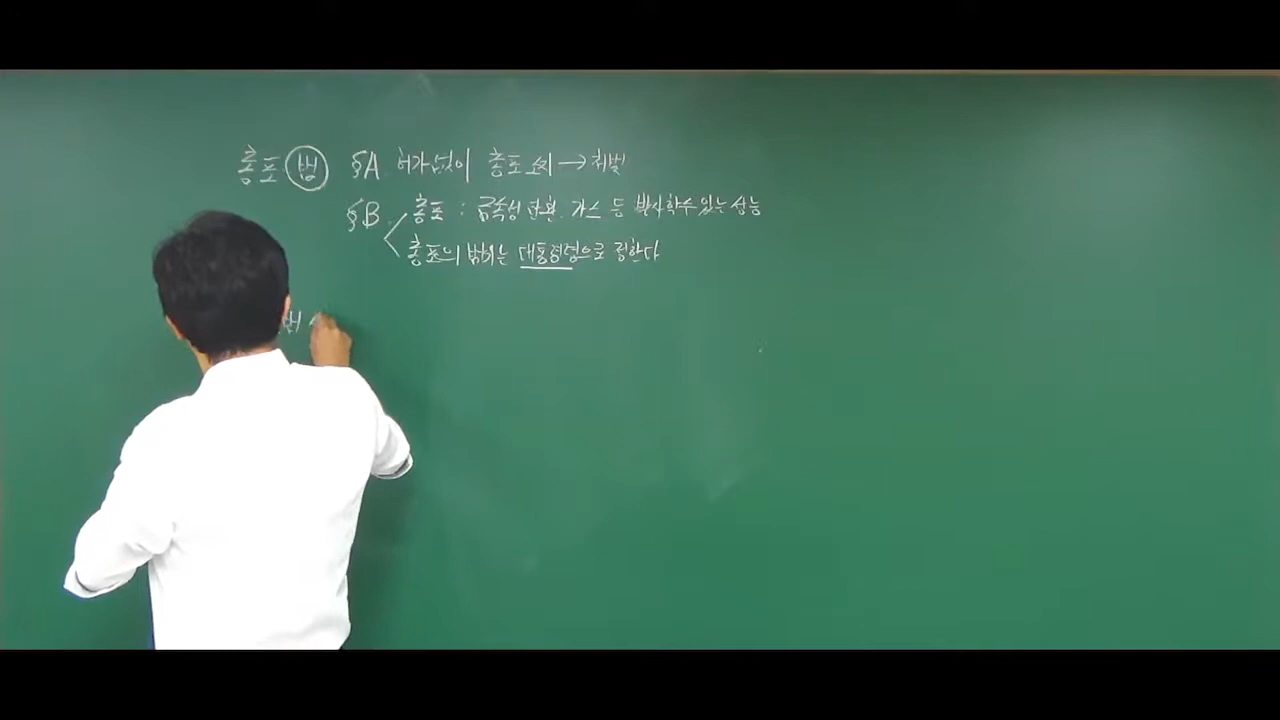 총포 법 §A 허가 없이 총포 소지 → 처벌
§B 총포 : 금속성 탄환, 가스 등 발사할 수 있는 성능
총포의 범위는 대통령령으로 정한다